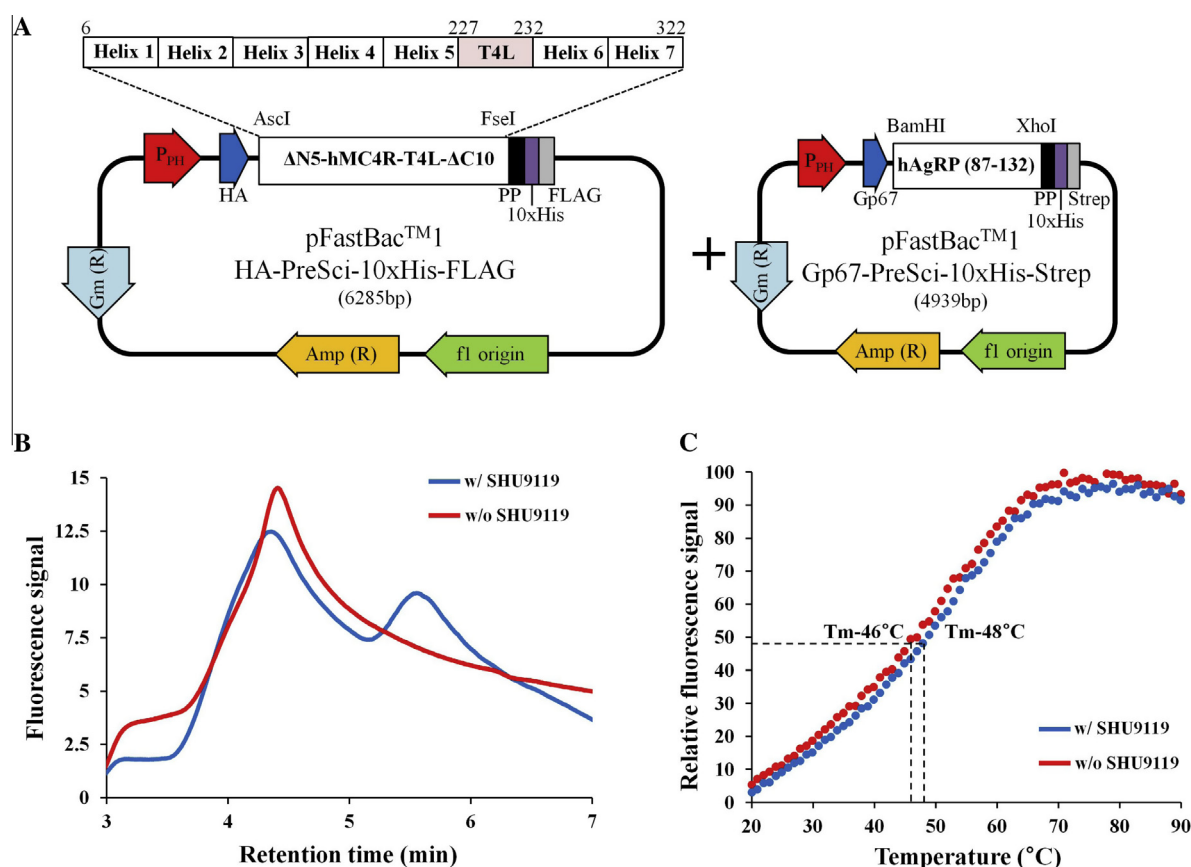 A
6 227 232 322
Helix 1 Helix 2 Helix 3 Helix 4 Helix 5 T4L Helix 6 Helix 7
AscI FseI
P_PH
ΔN5-hMC4R-T4L-ΔC10
HA PP FLAG
10xHis
pFastBac™1
HA-PreSci-10xHis-FLAG
(6285bp)
Gm (R)
Amp (R) f1 origin
+
BamHI XhoI
P_PH
hAgRP (87-132)
Gp67 PP Strep
10xHis
pFastBac™1
Gp67-PreSci-10xHis-Strep
(4939bp)
Gm (R)
Amp (R) f1 origin
B
Fluorescence signal
15
12.5
10
7.5
5
2.5
0
w/ SHU9119
w/o SHU9119
3 4 5 6 7
Retention time (min)
C
Relative fluorescence signal
100
90
80
70
60
50
40
30
20
10
0
Tm-46°C Tm-48°C
w/ SHU9119
w/o SHU9119
20 30 40 50 60 70 80 90
Temperature (°C)